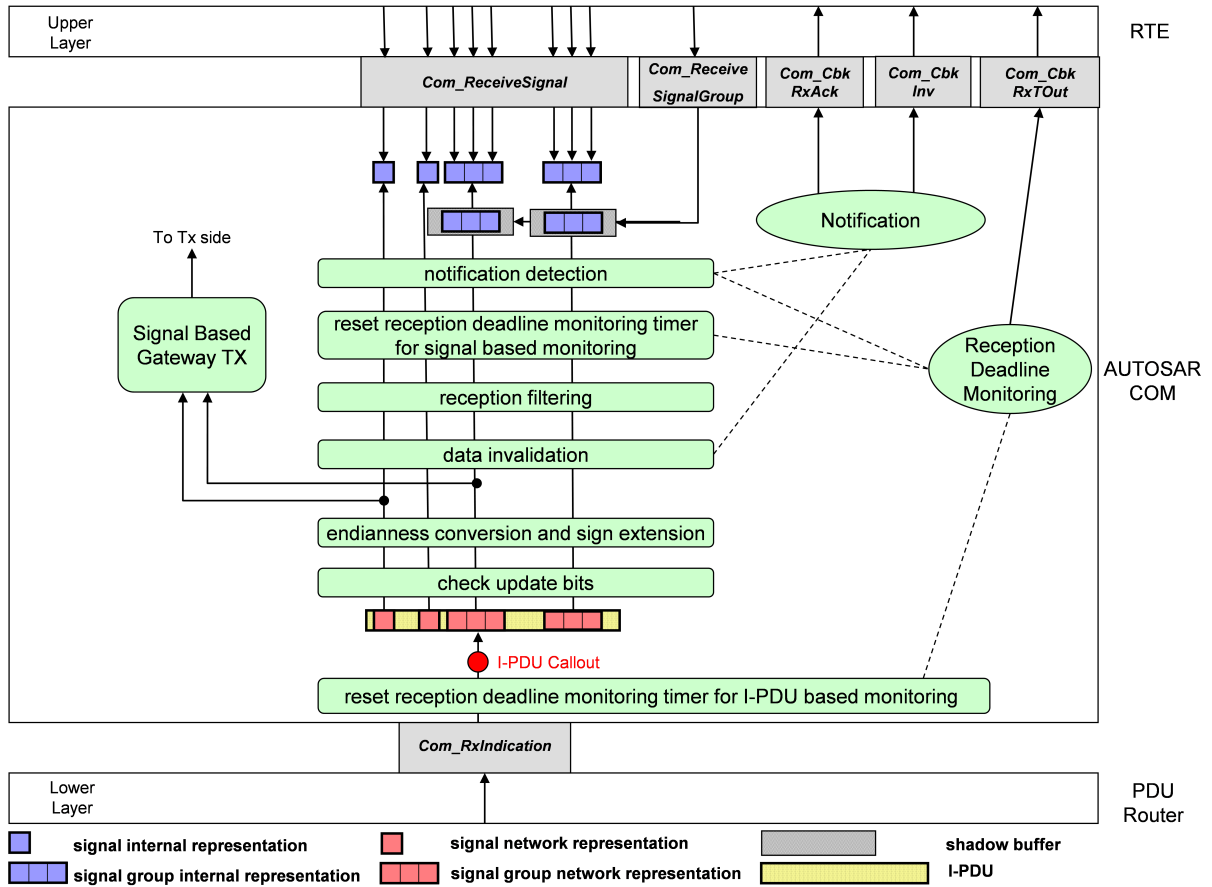 Upper
Layer
RTE
Com_ReceiveSignal
Com_Receive
SignalGroup
Com_Cbk
RxAck
Com_Cbk
Inv
Com_Cbk
RxTOut
Notification
To Tx side
notification detection
Signal Based
Gateway TX
reset reception deadline monitoring timer
for signal based monitoring
Reception
Deadline
Monitoring
AUTOSAR
COM
reception filtering
data invalidation
endianness conversion and sign extension
check update bits
I-PDU Callout
reset reception deadline monitoring timer for I-PDU based monitoring
Com_RxIndication
Lower
Layer
PDU
Router
signal internal representation
signal network representation
shadow buffer
signal group internal representation
signal group network representation
I-PDU